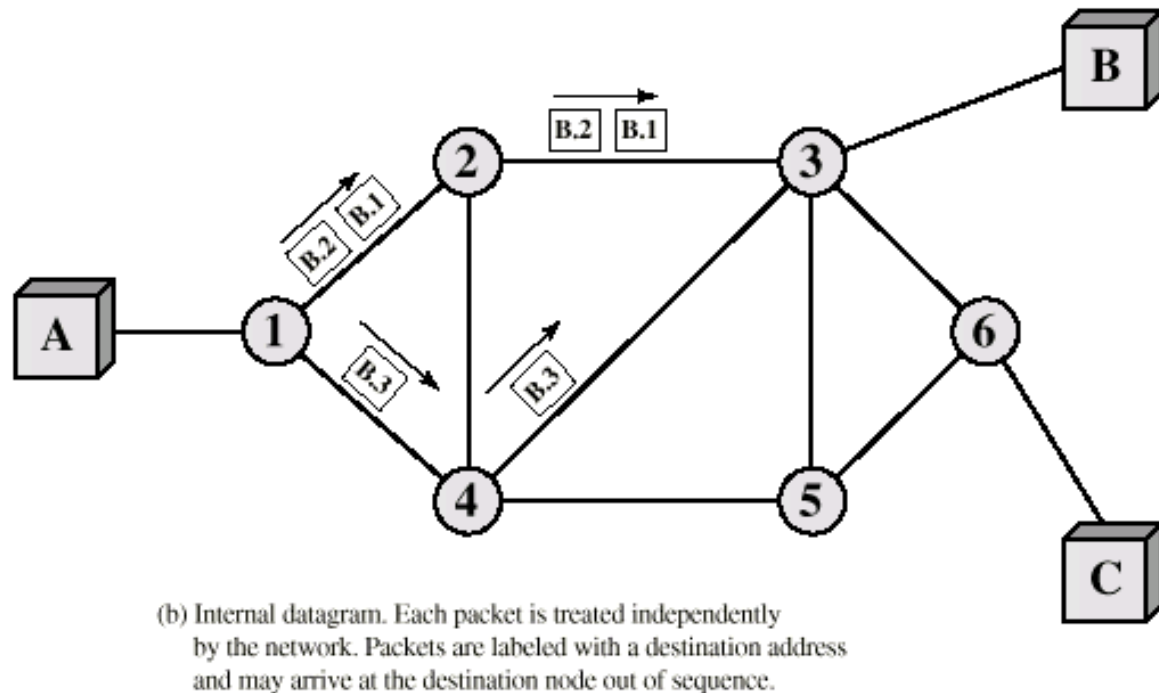 B
B.2 B.1
2
3
B.2 B.1
A
1
6
B.3
B.3
4
5
C
(b) Internal datagram. Each packet is treated independently
by the network. Packets are labeled with a destination address
and may arrive at the destination node out of sequence.